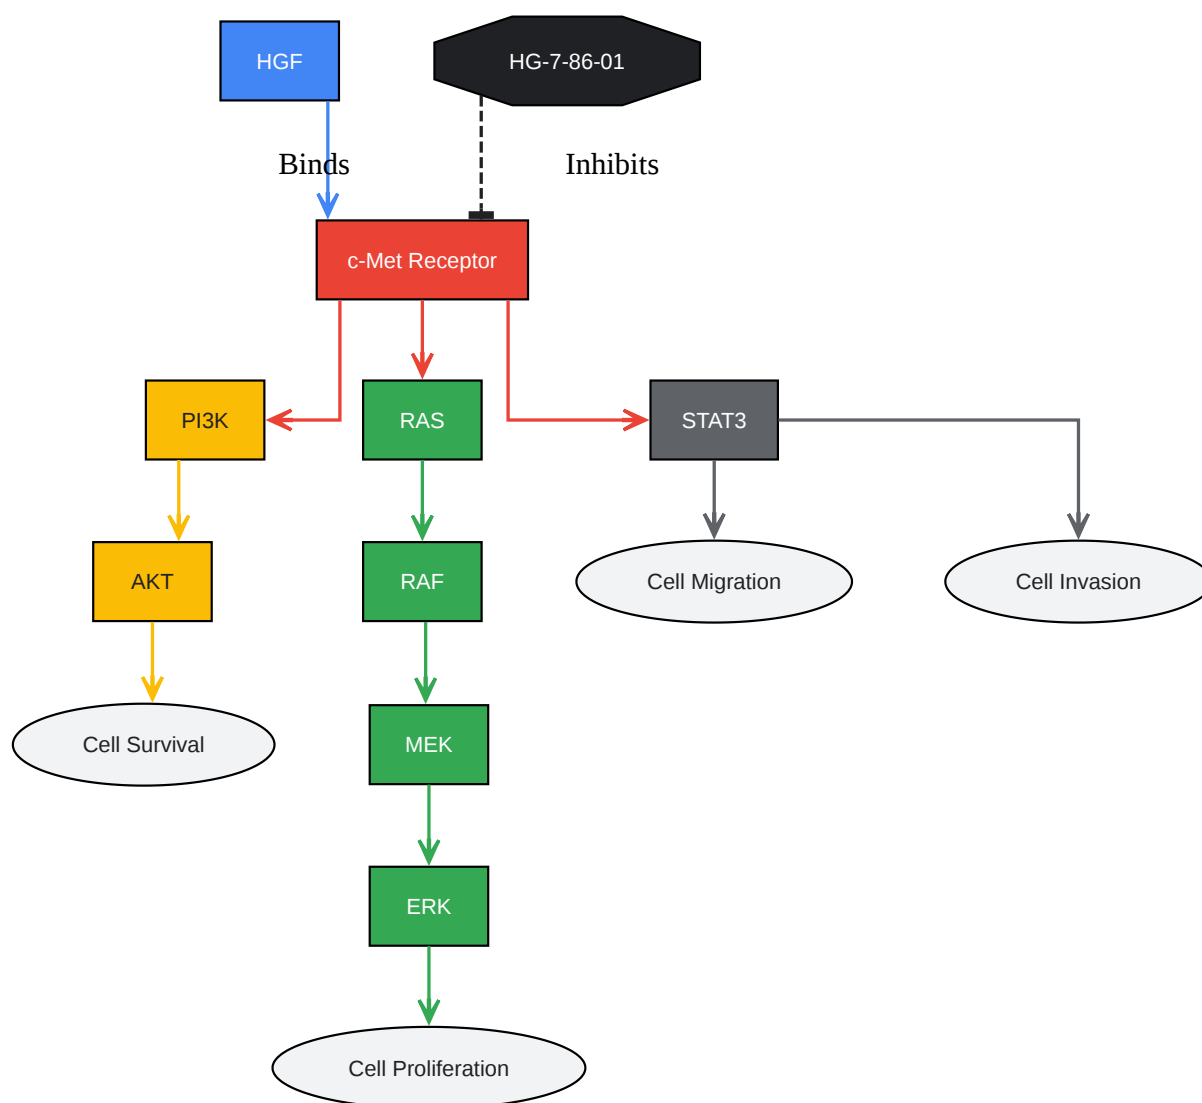 HGF
HG-7-86-01
Binds
Inhibits
c-Met Receptor
PI3K
RAS
STAT3
AKT
RAF
Cell Migration
Cell Invasion
Cell Survival
MEK
ERK
Cell Proliferation